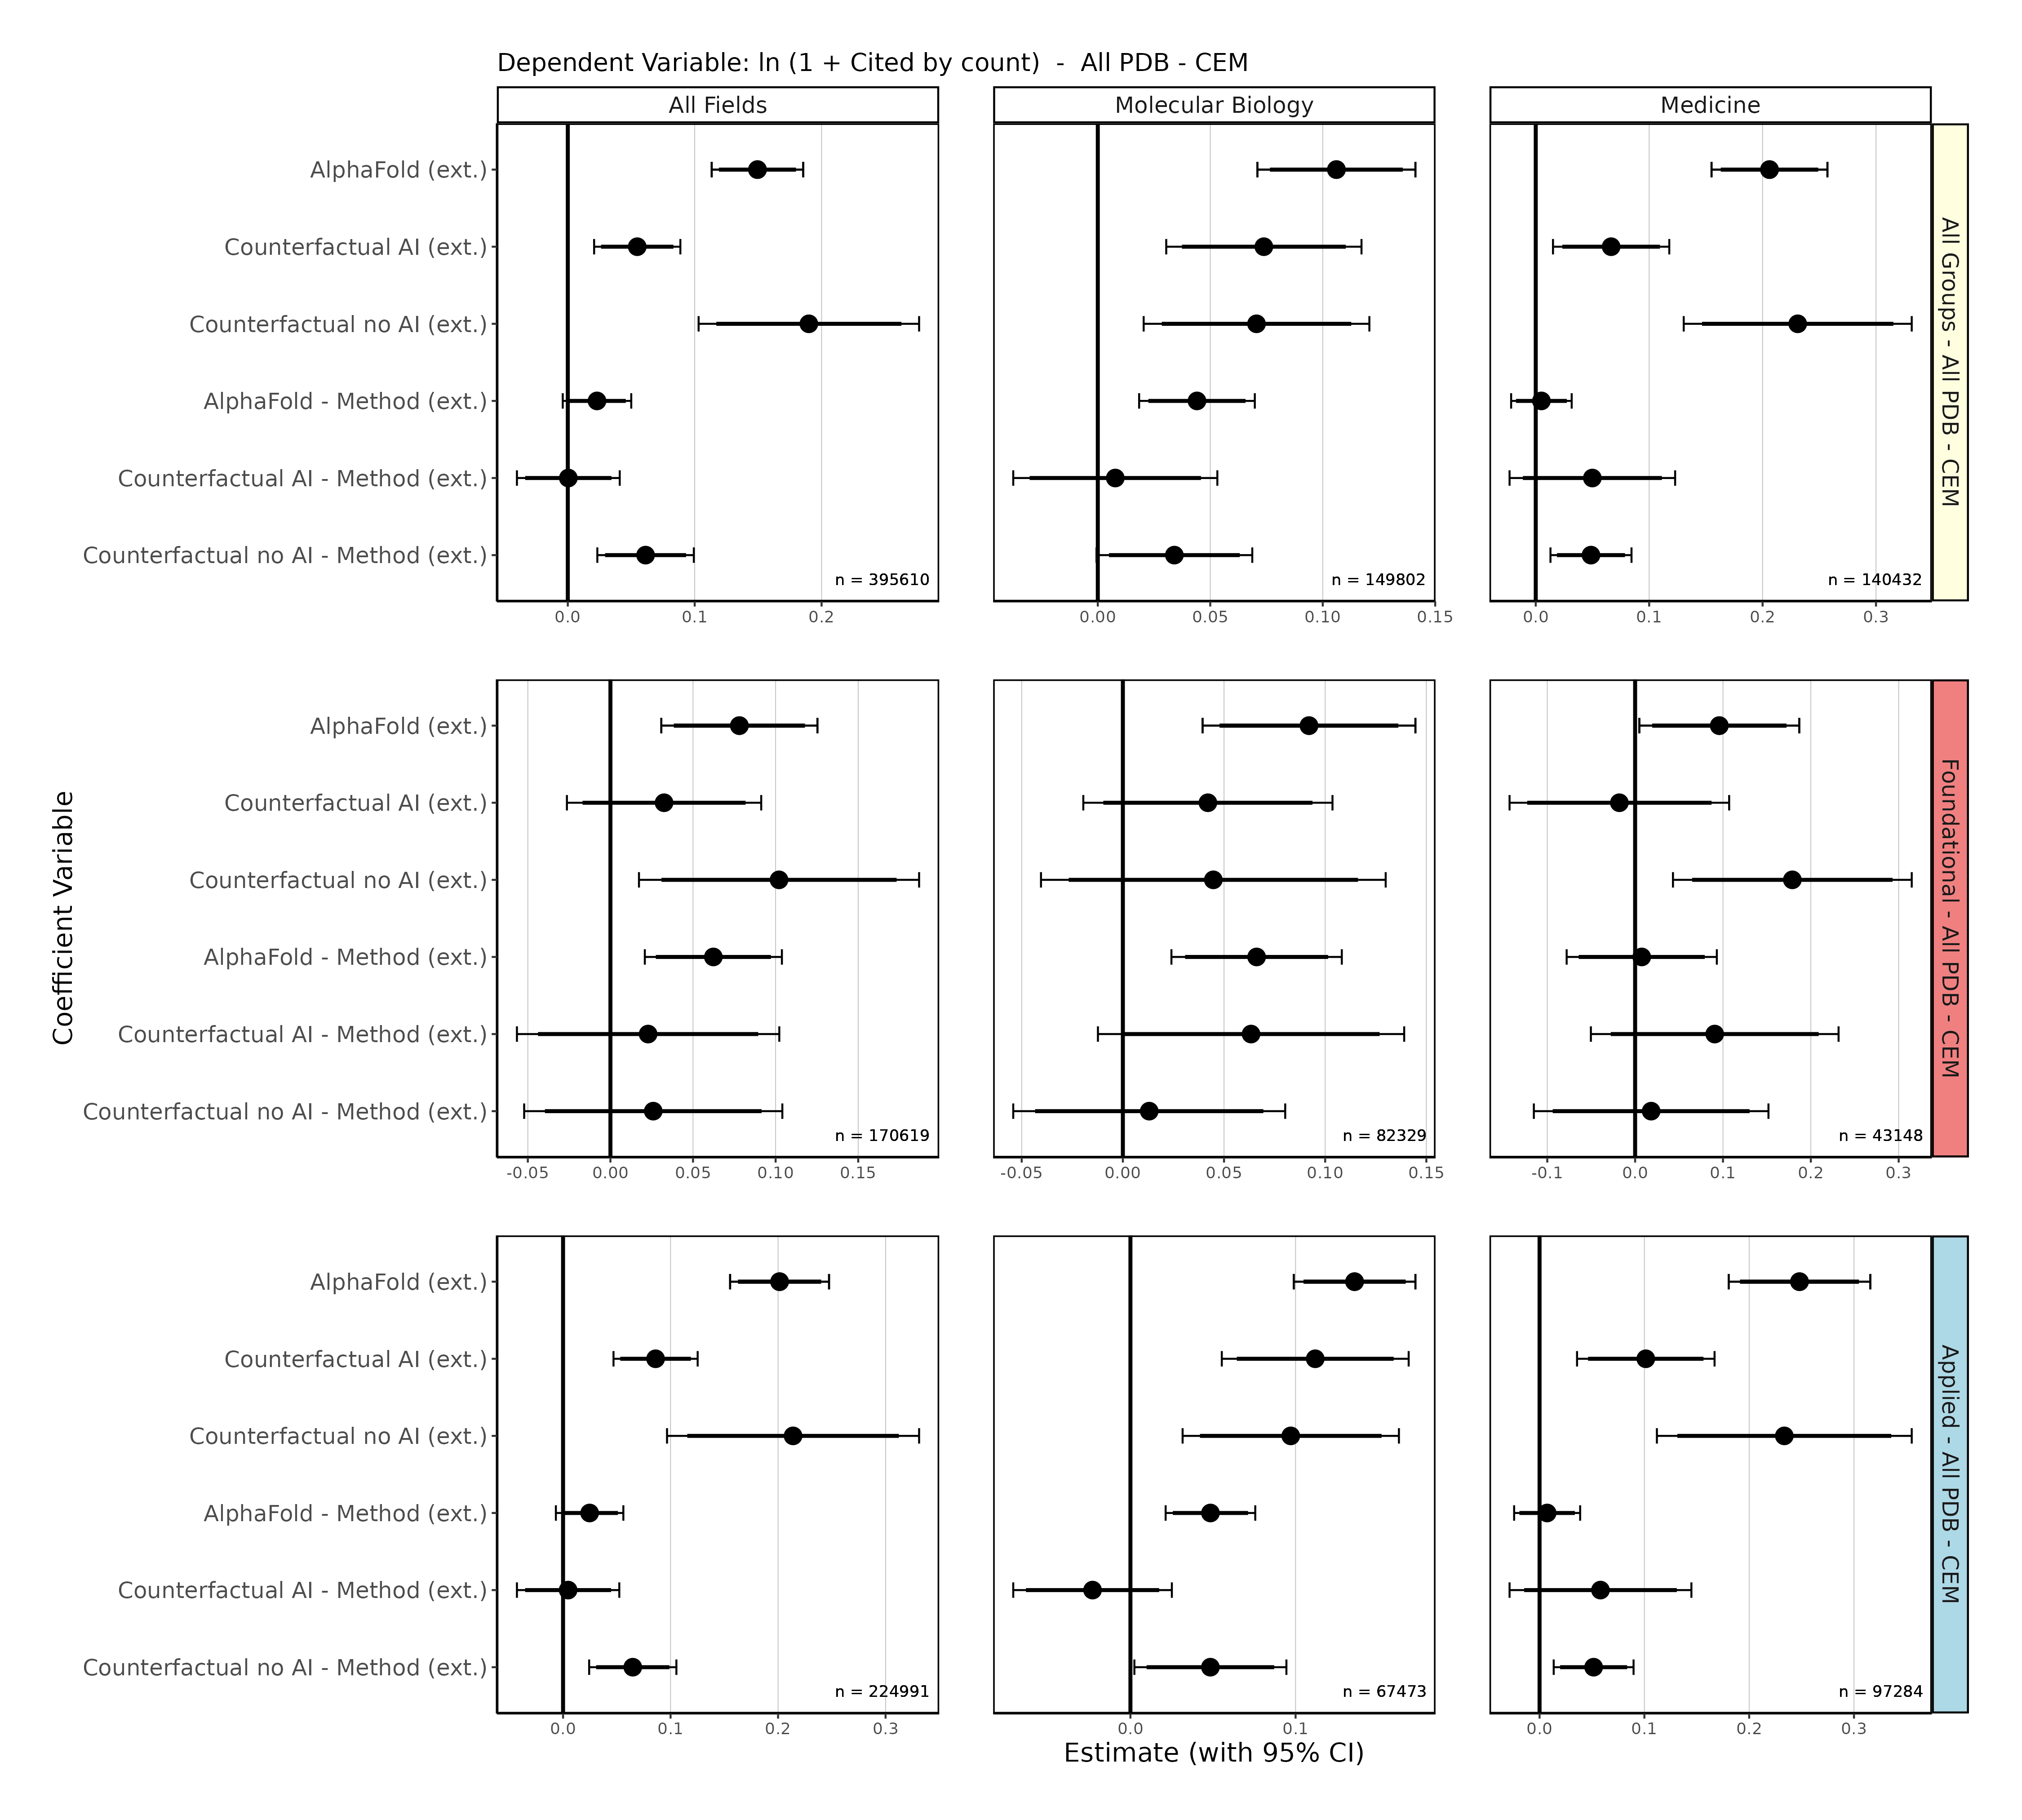 Dependent Variable: ln (1 + Cited by count)  -  All PDB - CEM
All Fields
Molecular Biology
Medicine
AlphaFold (ext.)
Counterfactual AI (ext.)
Counterfactual no AI (ext.)
AlphaFold - Method (ext.)
Counterfactual AI - Method (ext.)
Counterfactual no AI - Method (ext.)
n = 395610
n = 149802
n = 140432
0.0 0.1 0.2
0.00 0.05 0.10 0.15
0.0 0.1 0.2 0.3
All Groups - All PDB - CEM
Coefficient Variable
AlphaFold (ext.)
Counterfactual AI (ext.)
Counterfactual no AI (ext.)
AlphaFold - Method (ext.)
Counterfactual AI - Method (ext.)
Counterfactual no AI - Method (ext.)
n = 170619
n = 82329
n = 43148
-0.05 0.00 0.05 0.10 0.15
-0.05 0.00 0.05 0.10 0.15
-0.1 0.0 0.1 0.2 0.3
Foundational - All PDB - CEM
AlphaFold (ext.)
Counterfactual AI (ext.)
Counterfactual no AI (ext.)
AlphaFold - Method (ext.)
Counterfactual AI - Method (ext.)
Counterfactual no AI - Method (ext.)
n = 224991
n = 67473
n = 97284
0.0 0.1 0.2 0.3
0.0 0.1
0.0 0.1 0.2 0.3
Applied - All PDB - CEM
Estimate (with 95% CI)